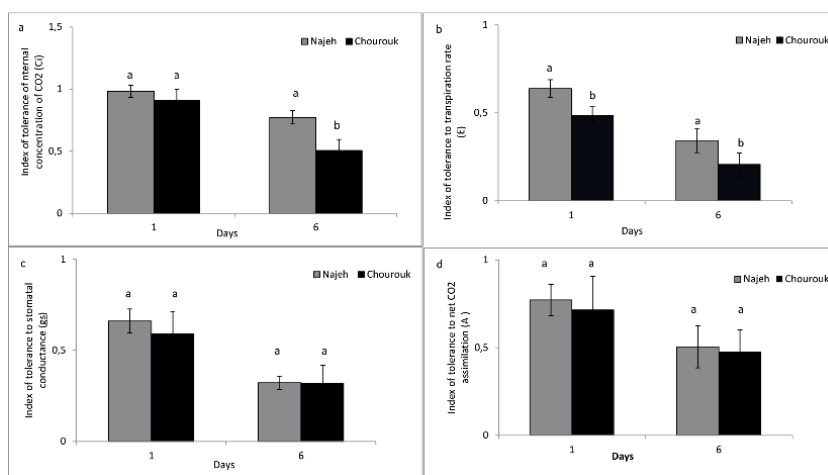 a
Index of tolerance of nternal
concentration of CO2 (Ci)
1,5
1
0,5
0
Najeh Chourouk
a a
a b
1 6
Days
b
Index of tolerance to transpiration rate
(E)
1
0,5
0
Najeh Chourouk
a b
a b
1 6
Days
c
Index of tolerance to stomatal
conductance (gs)
1
0,5
0
Najeh Chourouk
a a
a a
1 6
Days
d
Index of tolerance to net CO2
assimilation (A )
1
0,5
0
Najeh Chourouk
a a
a a
1 6
Days